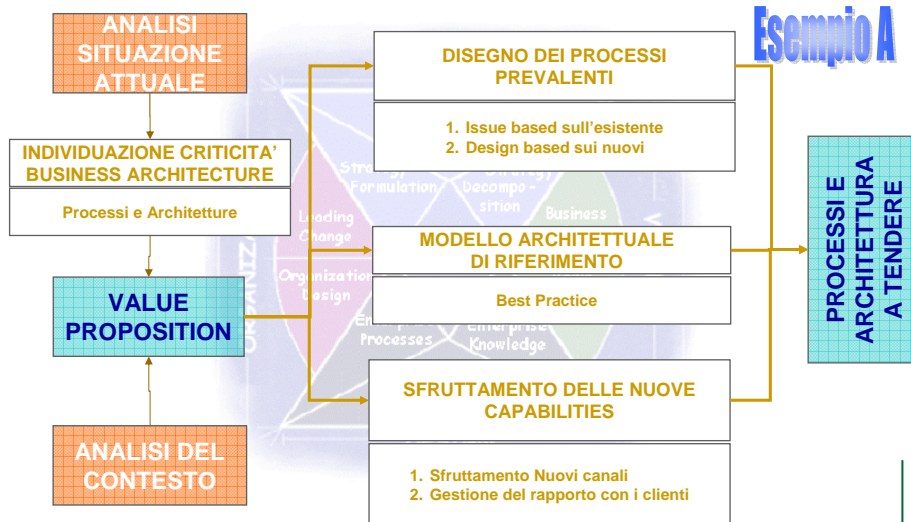 Esempio A
ANALISI
SITUAZIONE
ATTUALE
INDIVIDUAZIONE CRITICITA'
BUSINESS ARCHITECTURE
Processi e Architetture
VALUE
PROPOSITION
ANALISI DEL
CONTESTO
DISEGNO DEI PROCESSI
PREVALENTI
1. Issue based sull'esistente
2. Design based sui nuovi
MODELLO ARCHITETTUALE
DI RIFERIMENTO
Best Practice
SFRUTTAMENTO DELLE NUOVE
CAPABILITIES
1. Sfruttamento Nuovi canali
2. Gestione del rapporto con i clienti
PROCESSI E
ARCHITETTURA
A TENDERE
Formulation
Decompo-
sition
Business
Leading
Change
Organization
Design
Processes
Enterprise
Knowledge